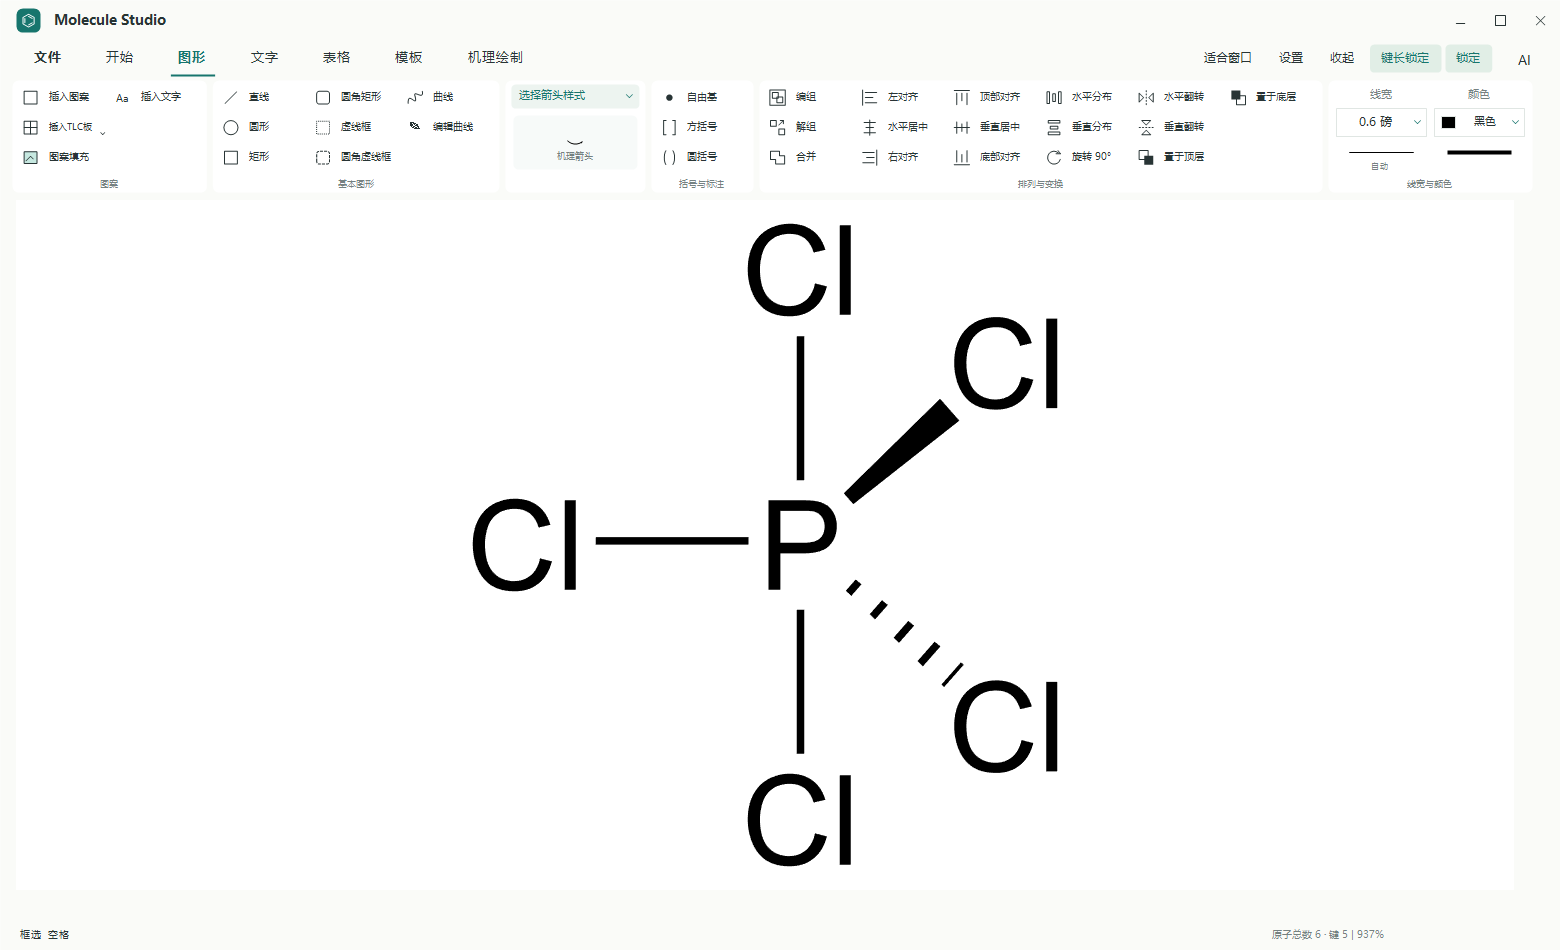 Molecule Studio
文件 开始 图形 文字 表格 模板 机理绘制 适合窗口 设置 收起 键长锁定 锁定 AI
插入图案 Aa 插入文字
插入TLC板
图案填充
图案
直线 圆角矩形 曲线
圆形 虚线框 编辑曲线
矩形 圆角虚线框
基本图形
选择箭头样式
机理箭头
自由基
方括号
圆括号
括号与标注
编组 左对齐 顶部对齐 水平分布 水平翻转 置于底层
解组 水平居中 垂直居中 垂直分布 垂直翻转
合并 右对齐 底部对齐 旋转 90° 置于顶层
排列与变换
线宽 颜色
0.6 磅 黑色
自动
线宽与颜色
Cl
Cl
Cl P
Cl
Cl
框选 空格
原子总数 6 · 键 5 | 937%